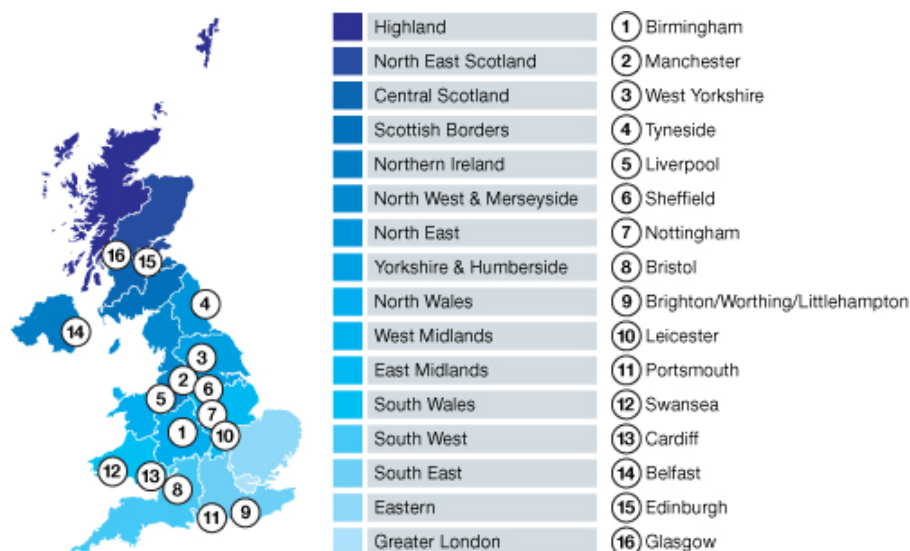 Highland
North East Scotland
Central Scotland
Scottish Borders
Northern Ireland
North West & Merseyside
North East
Yorkshire & Humberside
North Wales
West Midlands
East Midlands
South Wales
South West
South East
Eastern
Greater London
1 Birmingham
2 Manchester
3 West Yorkshire
4 Tyneside
5 Liverpool
6 Sheffield
7 Nottingham
8 Bristol
9 Brighton/Worthing/Littlehampton
10 Leicester
11 Portsmouth
12 Swansea
13 Cardiff
14 Belfast
15 Edinburgh
16 Glasgow
16
15
4
14
3
2
6
5
7
1
10
12
13
8
11
9